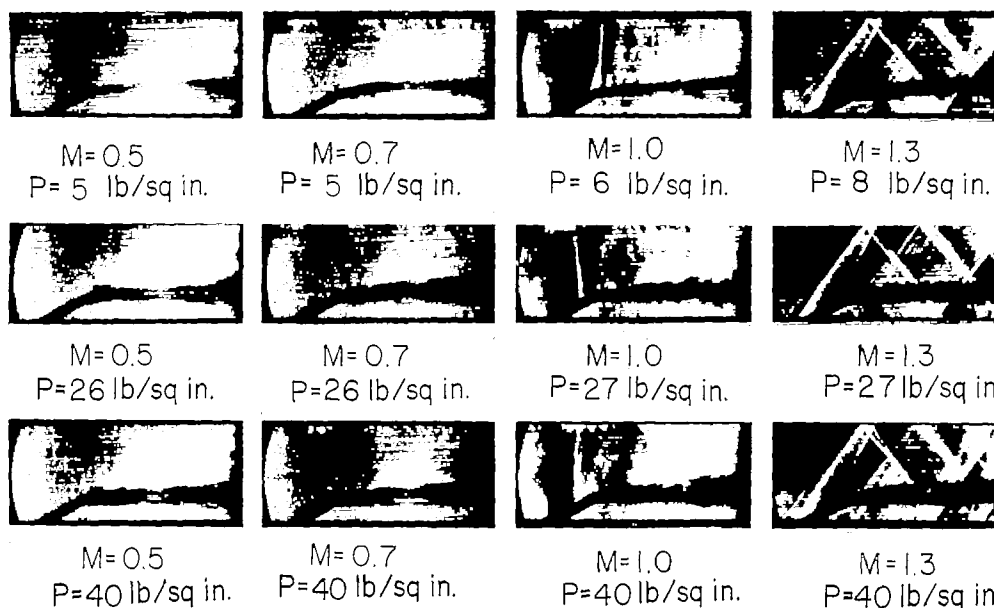 M=0.5 M=0.7 M=1.0 M=1.3
P=5 lb/sq in. P=5 lb/sq in. P=6 lb/sq in. P=8 lb/sq in.
M=0.5 M=0.7 M=1.0 M=1.3
P=26 lb/sq in. P=26 lb/sq in. P=27 lb/sq in. P=27 lb/sq in
M=0.5 M=0.7 M=1.0 M=1.3
P=40 lb/sq in. P=40 lb/sq in. P=40 lb/sq in. P=40 lb/sq in